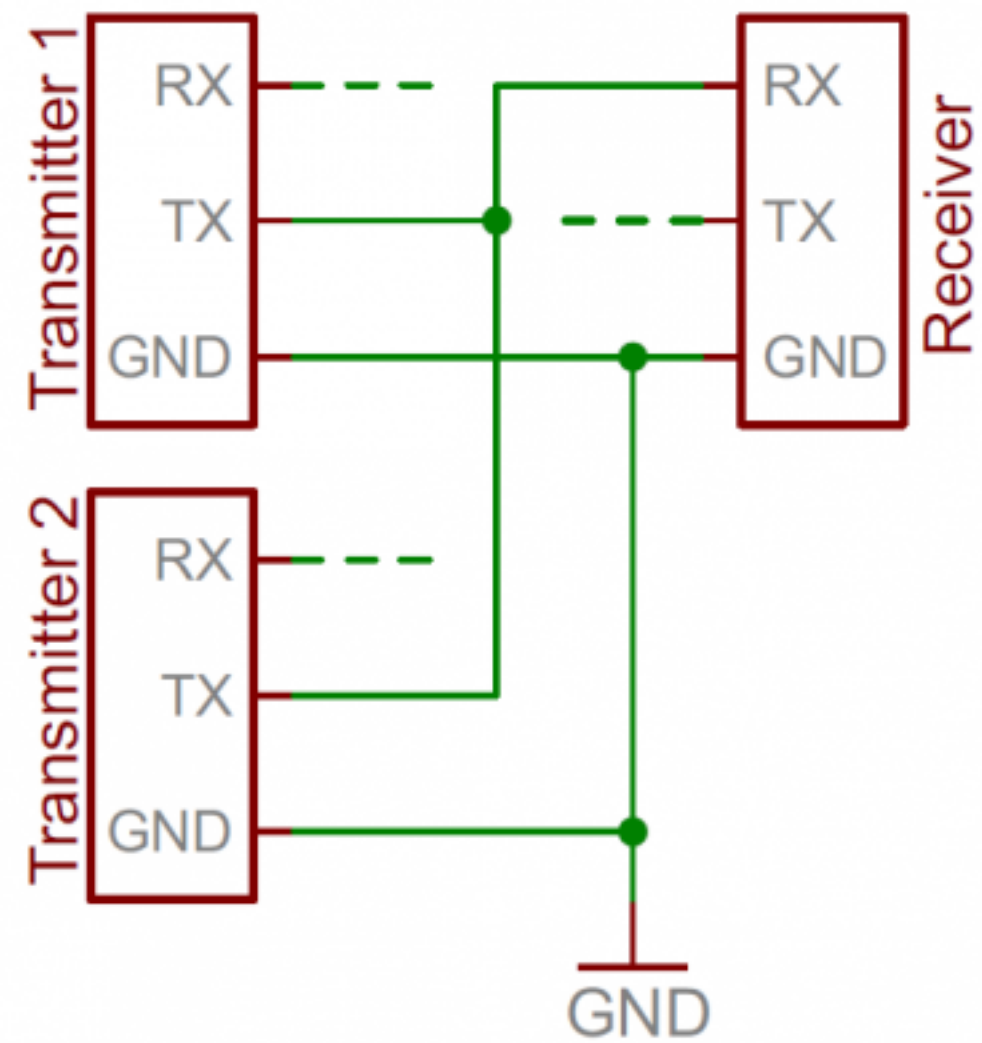 Transmitter 1
RX
TX
GND
RX
TX
GND
Receiver
Transmitter 2
RX
TX
GND
GND